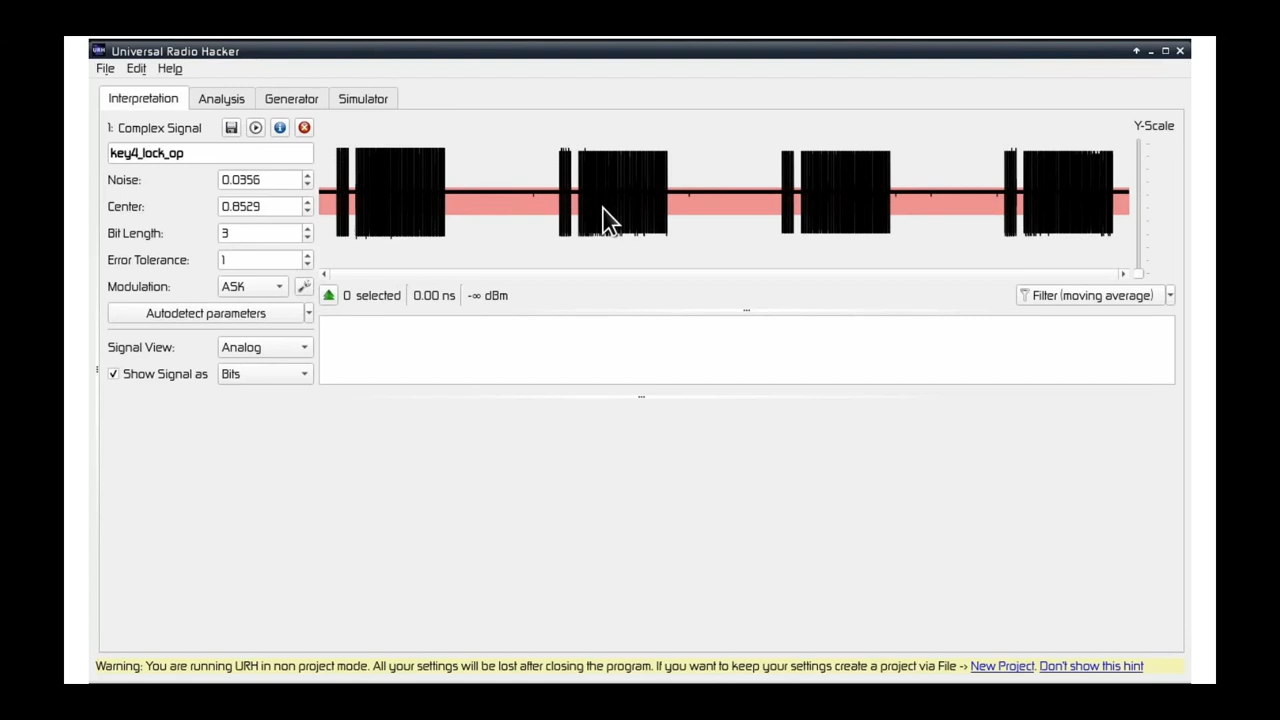 Universal Radio Hacker
File Edit Help
Interpretation Analysis Generator Simulator
1: Complex Signal
Y-Scale
key4_lock_op
Noise: 0.0356
Center: 0.8529
Bit Length: 3
Error Tolerance: 1
Modulation: ASK
0 selected 0.00 ns -∞ dBm
Filter (moving average)
Autodetect parameters
Signal View: Analog
Show Signal as Bits
Warning: You are running URH in non project mode. All your settings will be lost after closing the program. If you want to keep your settings create a project via File -> New Project. Don't show this hint